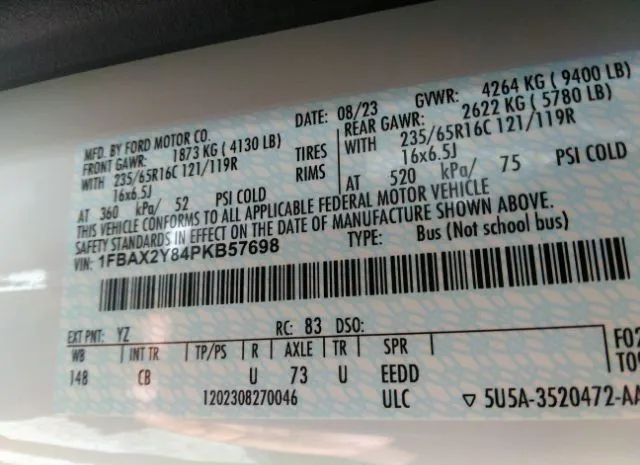 MFD. BY FORD MOTOR CO.
DATE: 08/23 GVWR: 4264 KG ( 9400 LB)
FRONT GAWR: 1873 KG ( 4130 LB)
REAR GAWR: 2622 KG ( 5780 LB)
WITH 235/65R16C 121/119R TIRES
WITH 235/65R16C 121/119R
16x6.5J RIMS
16x6.5J
AT 360 kPa/ 52 PSI COLD
AT 520 kPa/ 75 PSI COLD
THIS VEHICLE CONFORMS TO ALL APPLICABLE FEDERAL MOTOR VEHICLE
SAFETY STANDARDS IN EFFECT ON THE DATE OF MANUFACTURE SHOWN ABOVE.
VIN: 1FBAX2Y84PKB57698 TYPE: Bus (Not school bus)
EXT PNT: YZ RC: 83 DSO:
WB INT TR TP/PS R AXLE TR SPR
148 CB U 73 U EEDD
1202308270046 ULC ▽ 5U5A-3520472-AA
F02
T09